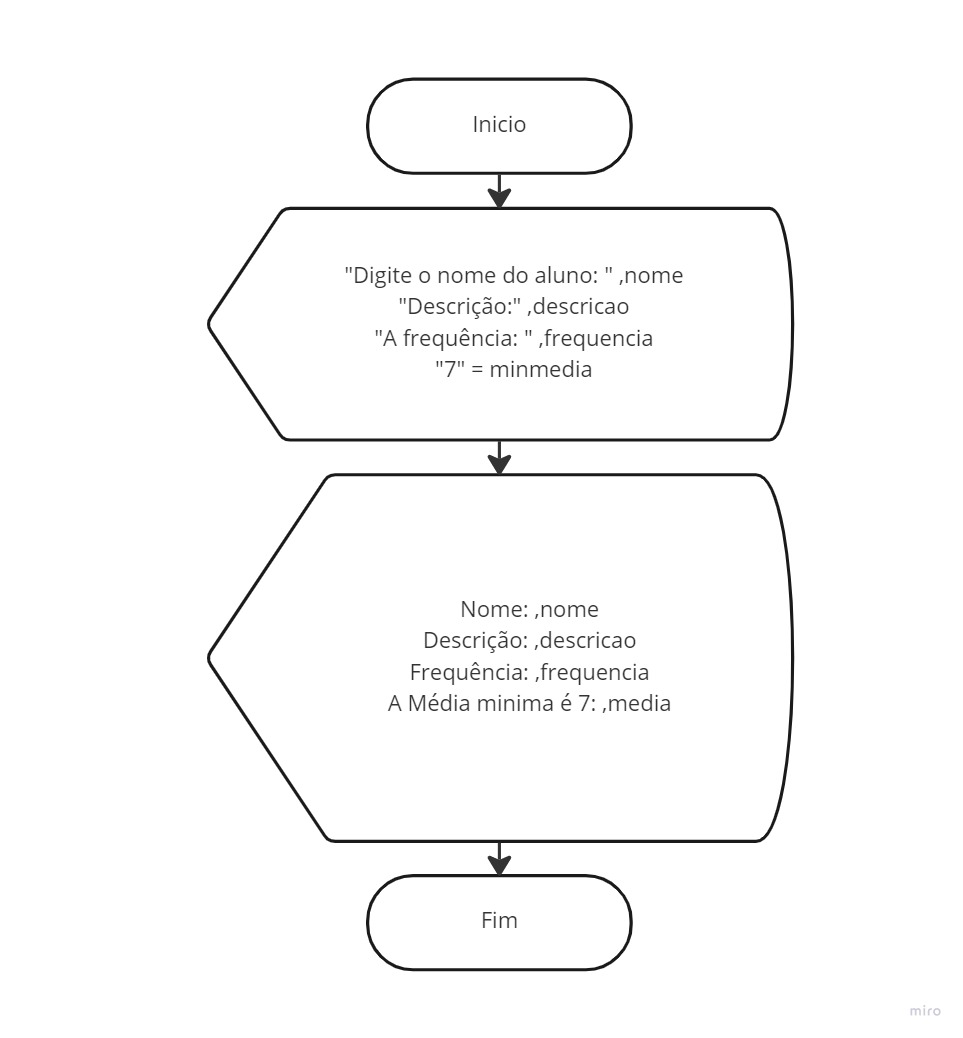 Inicio
"Digite o nome do aluno: " ,nome
"Descrição:" ,descricao
"A frequência: " ,frequencia
"7" = minmedia
Nome: ,nome
Descrição: ,descricao
Frequência: ,frequencia
A Média minima é 7: ,media
Fim
miro